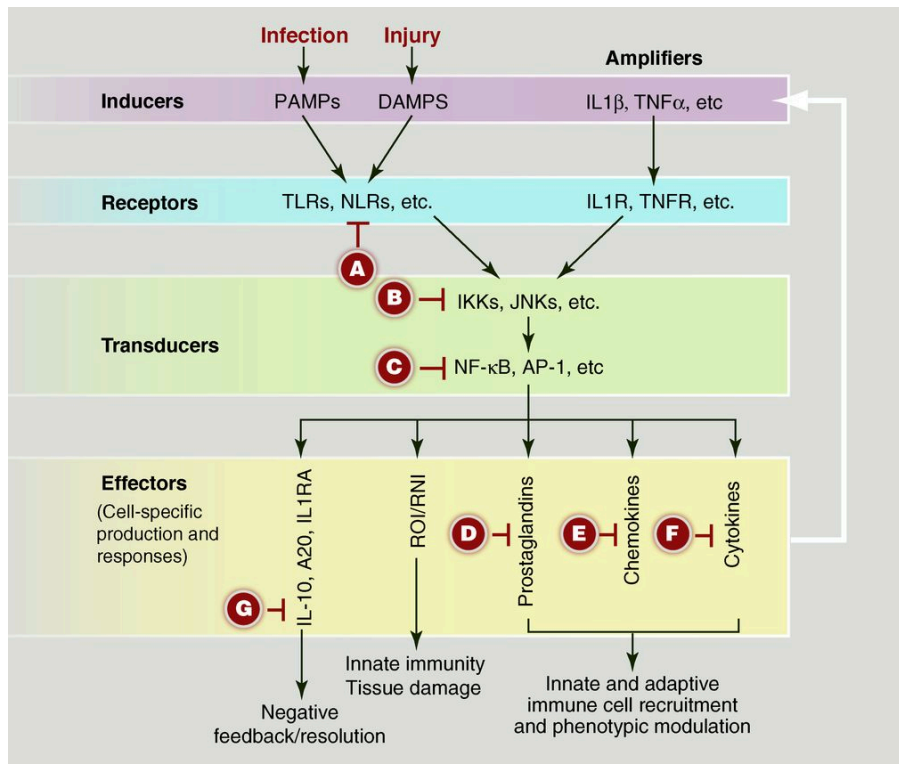 Infection
Injury
Amplifiers
Inducers
PAMPs
DAMPS
IL1β, TNFα, etc
Receptors
TLRs, NLRs, etc.
IL1R, TNFR, etc.
A
B
IKKs, JNKs, etc.
Transducers
C
NF-κB, AP-1, etc
Effectors
(Cell-specific
production and
responses)
IL-10, A20, IL1RA
ROI/RNI
Prostaglandins
Chemokines
Cytokines
D
E
F
G
Innate immunity
Tissue damage
Negative
feedback/resolution
Innate and adaptive
immune cell recruitment
and phenotypic modulation